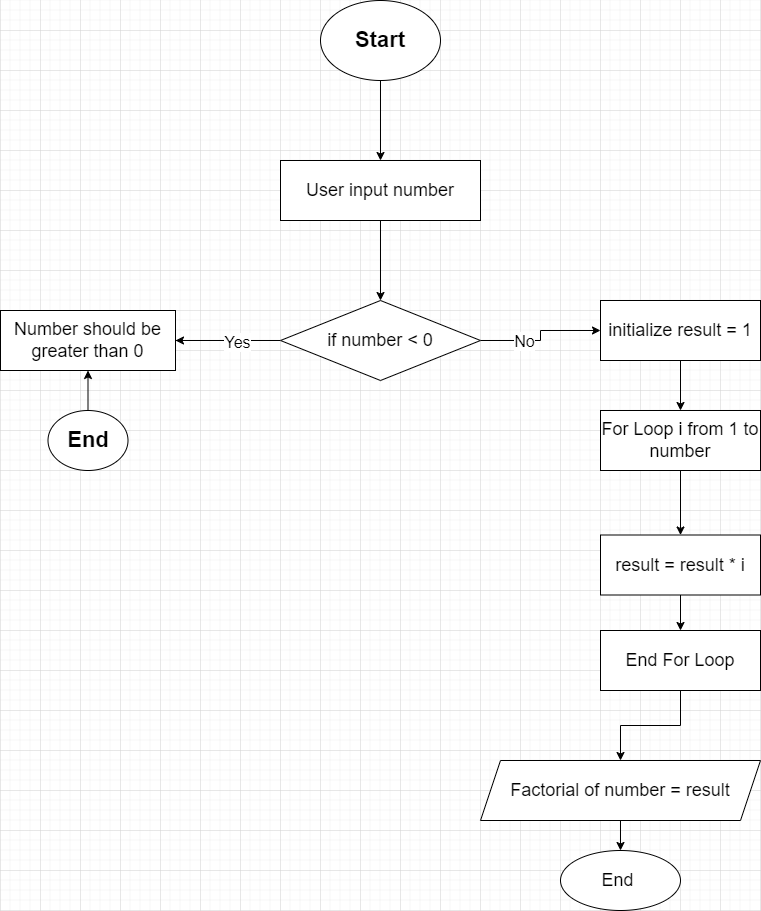 Start
User input number
if number < 0
Yes
No
Number should be
greater than 0
End
initialize result = 1
For Loop i from 1 to
number
result = result * i
End For Loop
Factorial of number = result
End